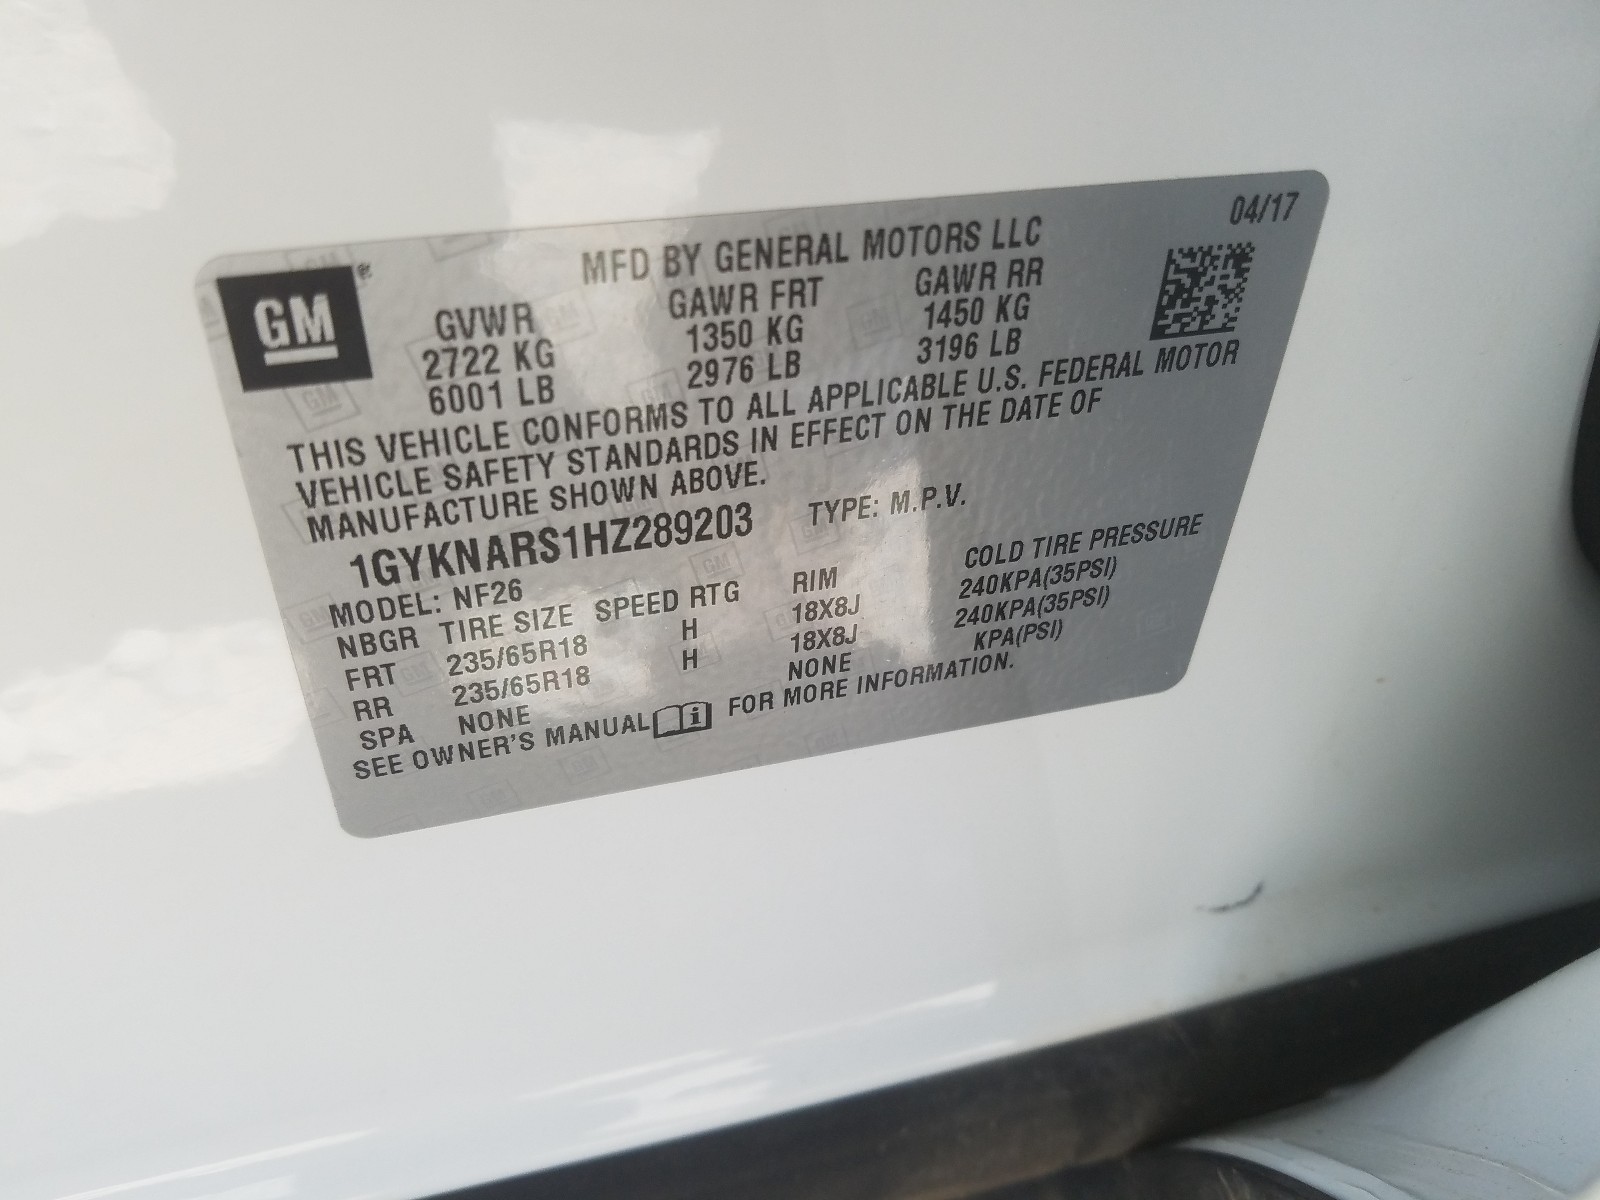 04/17
MFD BY GENERAL MOTORS LLC
GM®
GVWR GAWR FRT GAWR RR
2722 KG 1350 KG 1450 KG
6001 LB 2976 LB 3196 LB
THIS VEHICLE CONFORMS TO ALL APPLICABLE U.S. FEDERAL MOTOR
VEHICLE SAFETY STANDARDS IN EFFECT ON THE DATE OF
MANUFACTURE SHOWN ABOVE.
1GYKNARS1HZ289203 TYPE: M.P.V.
MODEL: NF26
NBGR TIRE SIZE SPEED RTG RIM COLD TIRE PRESSURE
FRT 235/65R18 H 18X8J 240KPA(35PSI)
RR 235/65R18 H 18X8J 240KPA(35PSI)
SPA NONE NONE KPA(PSI)
SEE OWNER'S MANUAL FOR MORE INFORMATION.